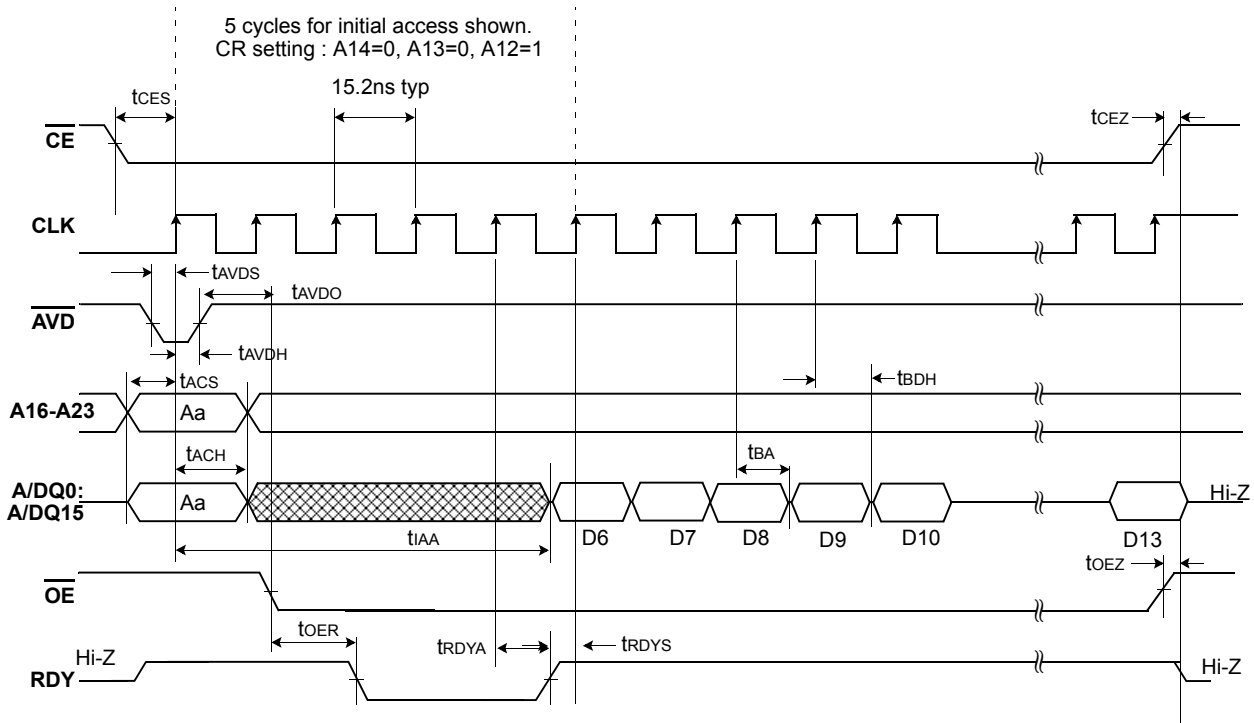 5 cycles for initial access shown.
CR setting : A14=0, A13=0, A12=1
15.2ns typ
tCES
tCEZ
CE
CLK
tAVDS
tAVDO
AVD
tAVDH
tACS
tBDH
A16-A23
Aa
tACH
tBA
A/DQ0:
A/DQ15
Aa
Hi-Z
tIAA
D6
D7
D8
D9
D10
D13
tOEZ
OE
tOER
tRDYA
tRDYS
Hi-Z
Hi-Z
RDY